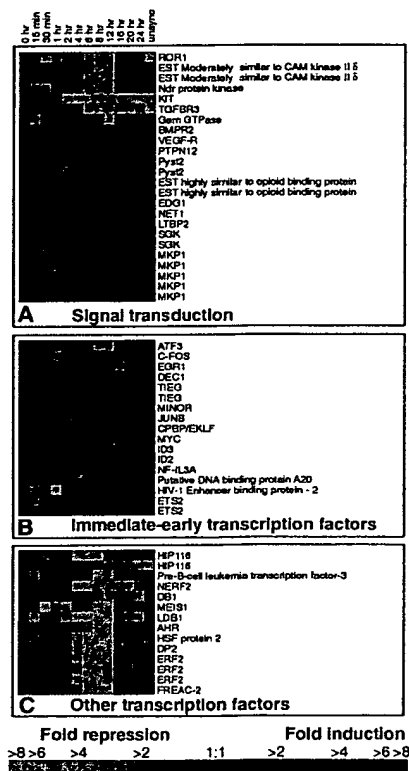 0 hr
15 min
30 min
1 hr
2 hr
4 hr
6 hr
8 hr
12 hr
16 hr
20 hr
24 hr
unsync
ROR1
EST Moderately similar to CAM kinase II δ
EST Moderately similar to CAM kinase II δ
Ndr protein kinase
KIT
TGFBR3
Gem GTPase
BMPR2
VEGF-R
PTPN12
Pyst2
Pyst2
EST highly similar to opioid binding protein
EST highly similar to opioid binding protein
EDG1
NET1
LTBP2
SGK
SGK
MKP1
MKP1
MKP1
MKP1
MKP1
A Signal transduction
ATF3
C-FOS
EGR1
DEC1
TIEG
TIEG
MINOR
JUNB
CPBP/EKLF
MYC
ID3
ID2
NF-IL3A
Putative DNA binding protein A20
HIV-1 Enhancer binding protein - 2
ETS2
ETS2
B Immediate-early transcription factors
HIP116
HIP116
Pre-B-cell leukemia transcription factor-3
NERF2
DB1
MEIS1
LDB1
AHR
HSF protein 2
DP2
ERF2
ERF2
ERF2
FREAC-2
C Other transcription factors
Fold repression Fold induction
>8 >6 >4 >2 1:1 >2 >4 >6 >8